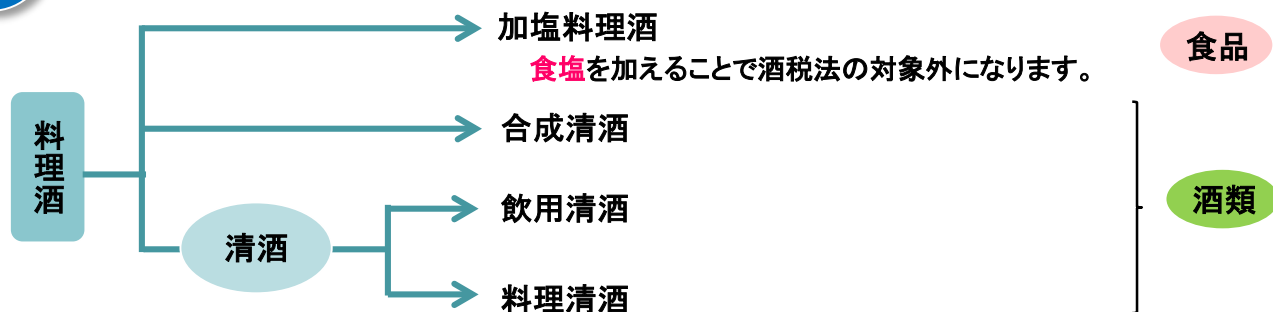 加塩料理酒
食品
食塩を加えることで酒税法の対象外になります。
料理酒
合成清酒
飲用清酒
酒類
清酒
料理清酒